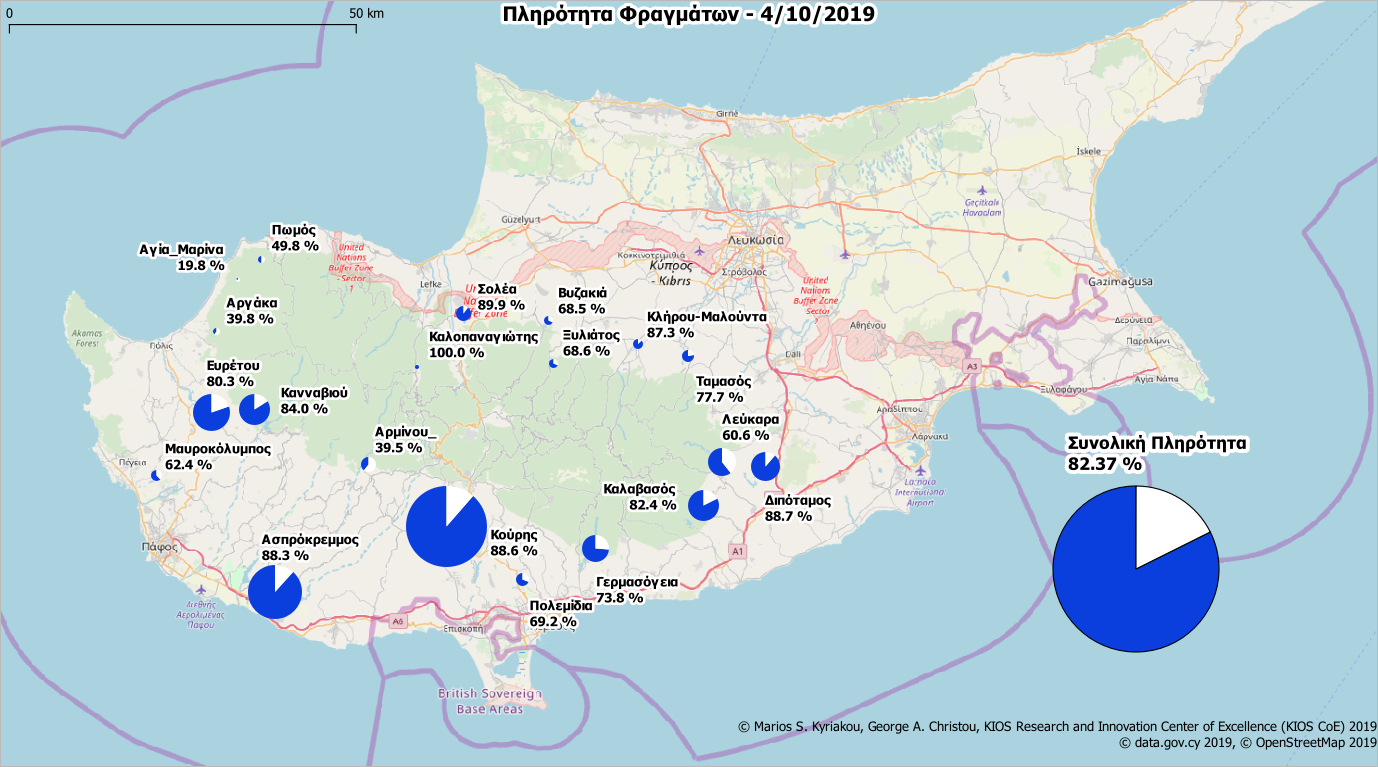 0
50 km
Πληρότητα Φραγμάτων - 4/10/2019
Girne
İskele
Geçitkale
Havaalanı
Güzelyurt
Πωμός
49.8 %
Αγία_Μαρίνα
19.8 %
United
Nations
Buffer Zone
- Sector
1
Λευκωσία
Κοκκινοτριμιθιά
Κύπρος
- Kıbrıs
Στρόβολος
Lefke
Σολέα
89.9 %
Βυζακιά
68.5 %
United
Nations
Buffer Zone
Sector
Gazimağusa
Αργάκα
39.8 %
Κλήρου-Μαλούντα
87.3 %
Αθηένου
Δερύνεια
Παραλίμνι
Akamas
Forest
Πόλις
Καλοπαναγιώτης
100.0 %
Ξυλιάτος
68.6 %
Dali
A3
Ευρέτου
80.3 %
Κανναβιού
84.0 %
Ταμασός
77.7 %
Ξυλοφάγου
Αγία Νάπα
Αραδίππου
Λάρνακα
Λεύκαρα
60.6 %
Αρμίνου_
39.5 %
Μαυροκόλυμπος
62.4 %
Πέγεια
Συνολική Πληρότητα
82.37 %
Larnaca
International
Airport
Καλαβασός
82.4 %
Διπόταμος
88.7 %
Πάφος
Ασπρόκρεμμος
88.3 %
Κούρης
88.6 %
A1
Γερμασόγεια
73.8 %
Διεθνής
Αερολιμένας
Πάφου
Πολεμίδια
69.2 %
A6
Επισκοπή
British Sovereign
Base Areas
© Marios S. Kyriakou, George A. Christou, KIOS Research and Innovation Center of Excellence (KIOS CoE) 2019
© data.gov.cy 2019, © OpenStreetMap 2019